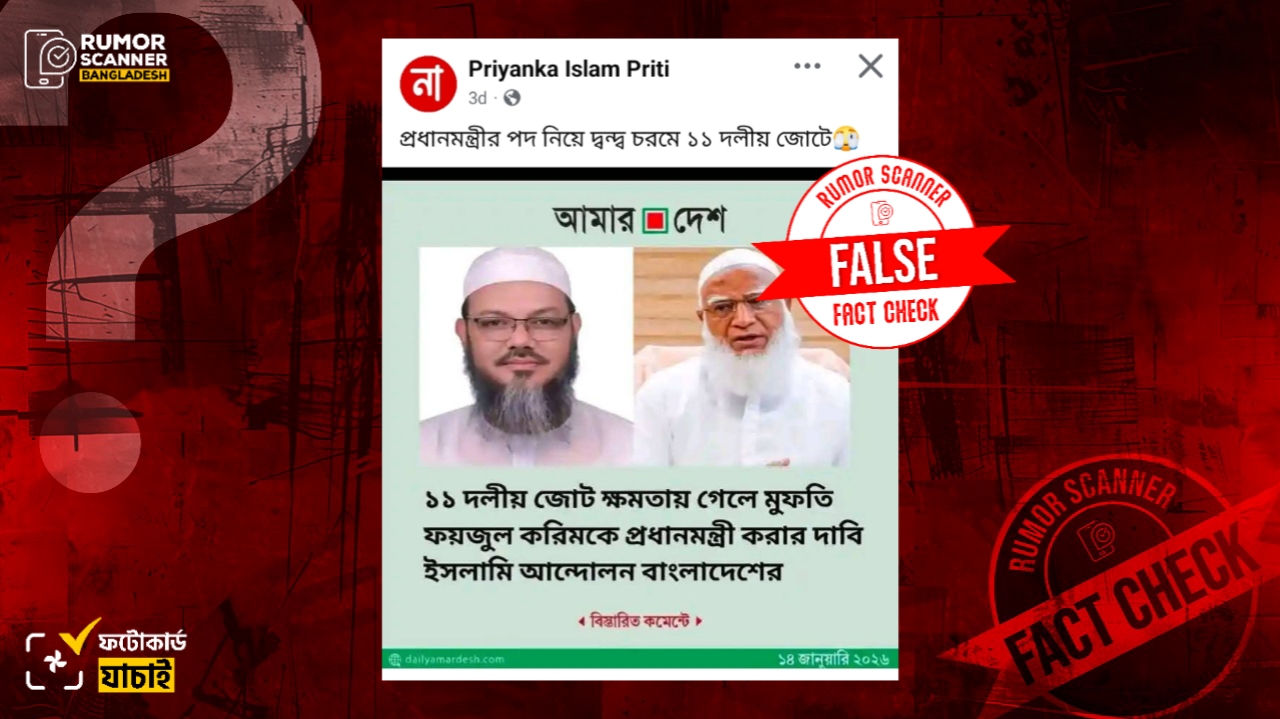 RUMOR
SCANNER
BANGLADESH
না
Priyanka Islam Priti
3d
প্রধানমন্ত্রীর পদ নিয়ে দ্বন্দ্ব চরমে ১১ দলীয় জোটে🫣
RUMOR SCANNER
FALSE
FACT CHECK
আমার দেশ
১১ দলীয় জোট ক্ষমতায় গেলে মুফতি
ফয়জুল করিমকে প্রধানমন্ত্রী করার দাবি
ইসলামি আন্দোলন বাংলাদেশের
বিস্তারিত কমেন্টে
dailyamardesh.com
১৪ জানুয়ারি ২০২৬
ফটোকার্ড
যাচাই
RUMOR SCANNER
FACT CHECK